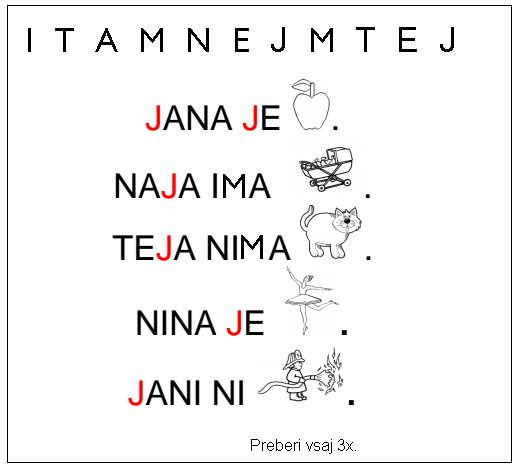 I T A M N E J M T E J
JANA JE .
NAJA IMA .
TEJA NIMA .
NINA JE .
JANI NI .
Preberi vsaj 3x.